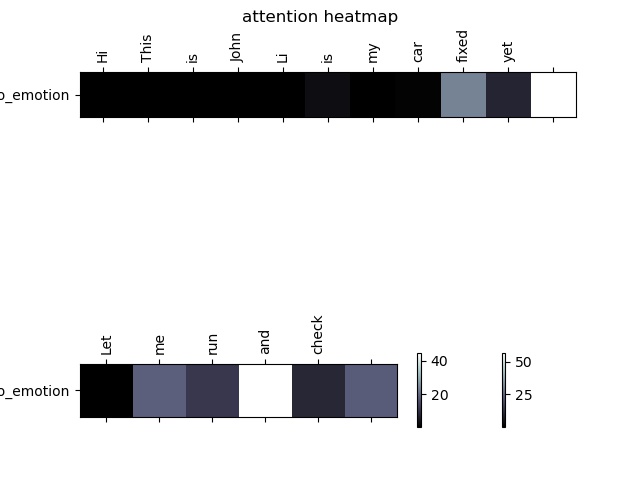 attention heatmap
Hi This is John Li is my car fixed yet
o_emotion
Let me run and check
o_emotion
40 50
20 25